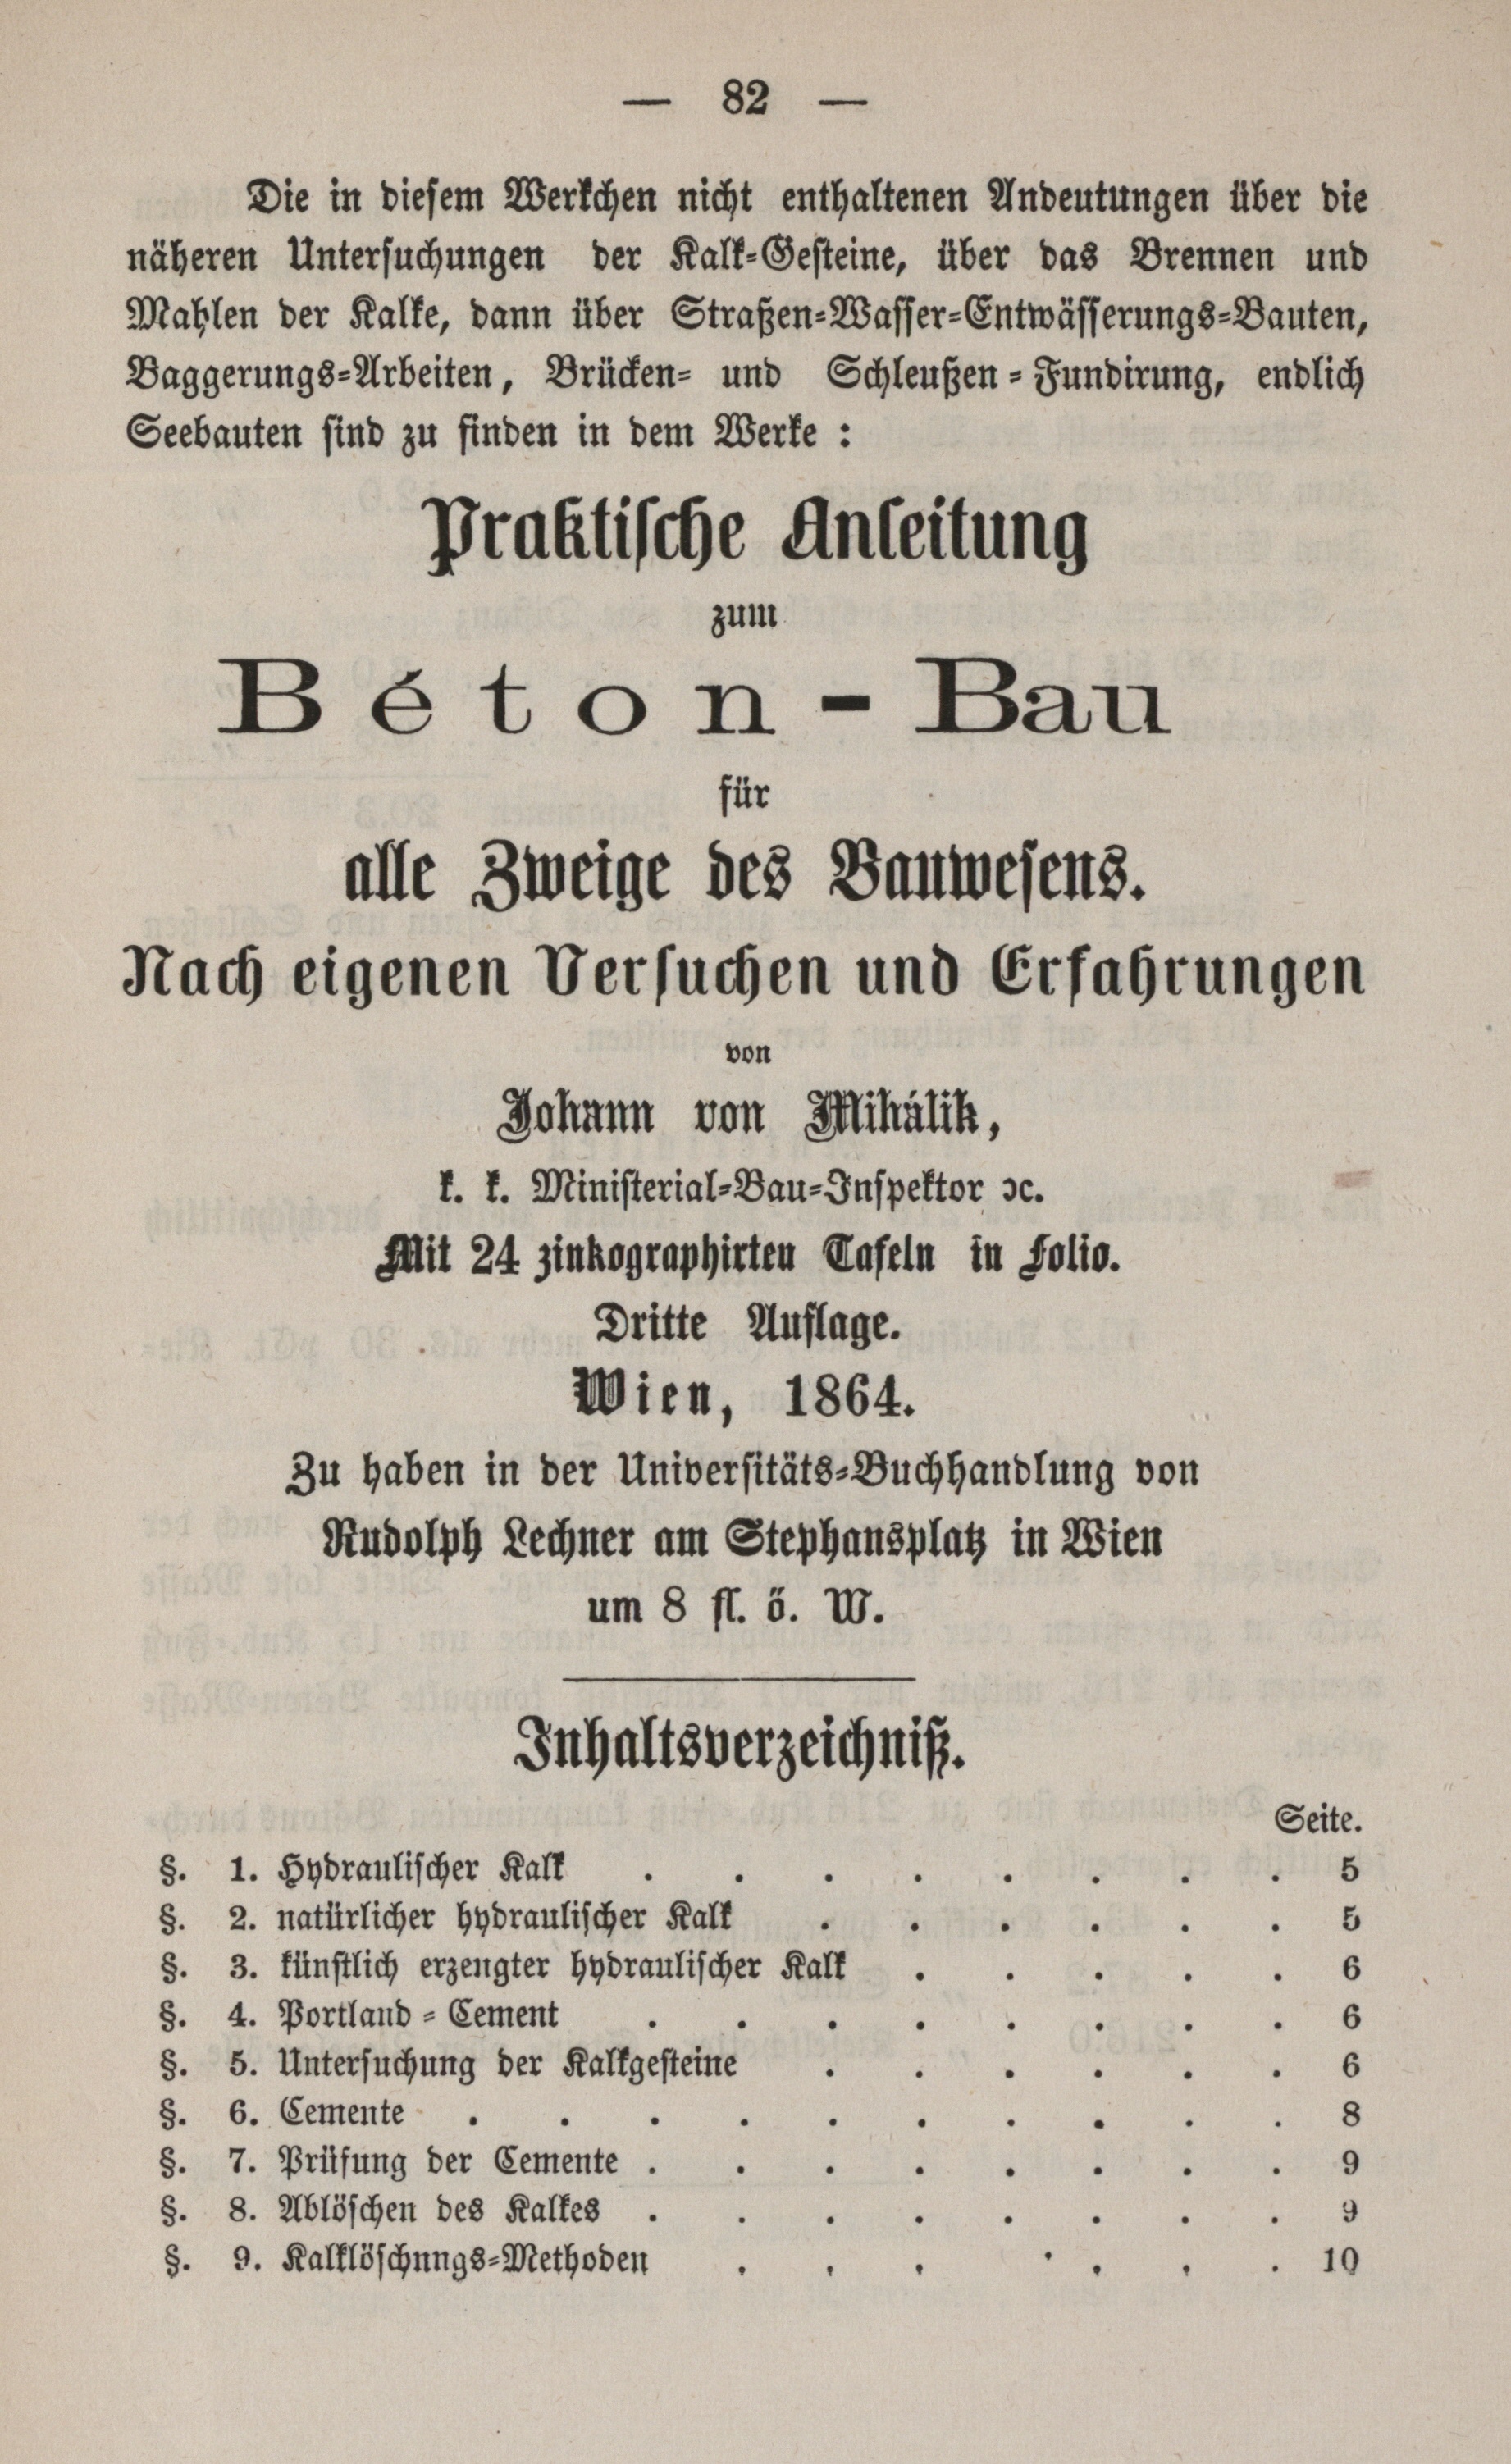 — 82 —
Die in diesem Werkchen nicht enthaltenen Andeutungen über die
näheren Untersuchungen der Kalk-Gesteine, über das Brennen und
Mahlen der Kalke, dann über Straßen-Wasser-Entwässerungs-Bauten,
Baggerungs-Arbeiten, Brücken- und Schleußen-Fundirung, endlich
Seebauten sind zu finden in dem Werke :
Praktische Anleitung
zum
Béton-Bau
für
alle Zweige des Bauwesens.
Nach eigenen Versuchen und Erfahrungen
von
Johann von Mihálik,
k. k. Ministerial-Bau-Inspektor ꝛc.
Mit 24 zinkographirten Tafeln in Folio.
Dritte Auflage.
Wien, 1864.
Zu haben in der Universitäts-Buchhandlung von
Rudolph Lechner am Stephansplatz in Wien
um 8 fl. ö. W.
Inhaltsverzeichniß.
Seite.
§. 1. Hydraulischer Kalk . . . . . . . . 5
§. 2. natürlicher hydraulischer Kalk . . . . . . 5
§. 3. künstlich erzengter hydraulischer Kalk . . . . . 6
§. 4. Portland-Cement . . . . . . . . 6
§. 5. Untersuchung der Kalkgesteine . . . . . . 6
§. 6. Cemente . . . . . . . . . . 8
§. 7. Prüfung der Cemente . . . . . . . . 9
§. 8. Ablöschen des Kalkes . . . . . . . . 9
§. 9. Kalklöschnngs-Methoden . . . . . . . 10